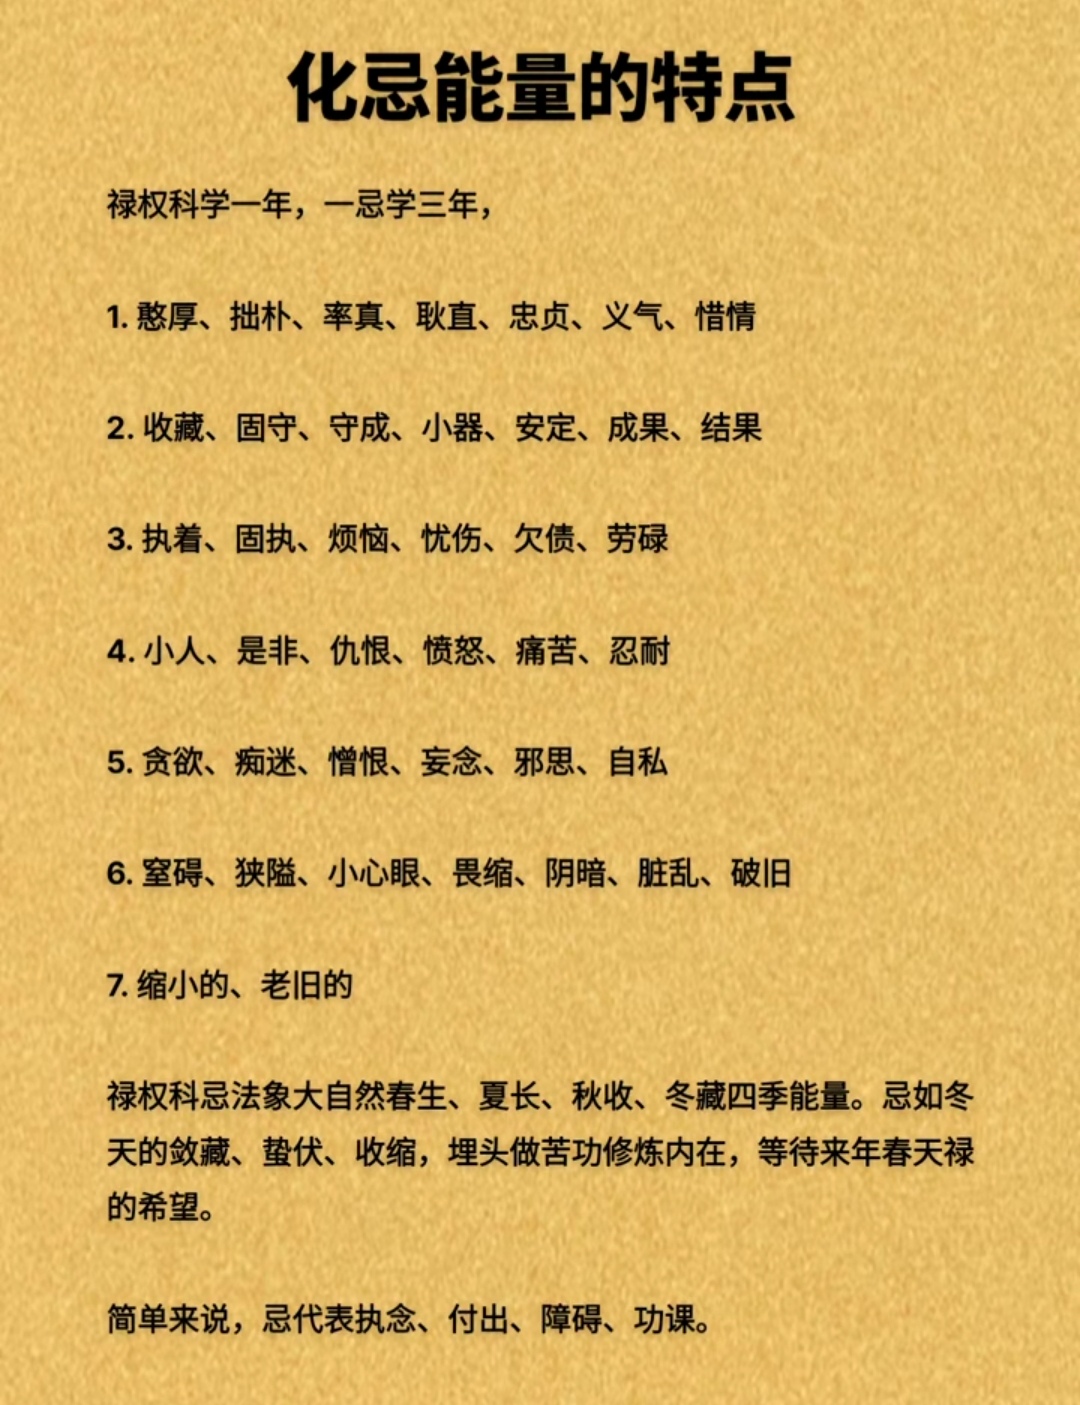 化忌能量的特点
禄权科学一年，一忌学三年，
1. 憨厚、拙朴、率真、耿直、忠贞、义气、惜情
2. 收藏、固守、守成、小器、安定、成果、结果
3. 执着、固执、烦恼、忧伤、欠债、劳碌
4. 小人、是非、仇恨、愤怒、痛苦、忍耐
5. 贪欲、痴迷、憎恨、妄念、邪思、自私
6. 窒碍、狭隘、小心眼、畏缩、阴暗、脏乱、破旧
7. 缩小的、老旧的
禄权科忌法象大自然春生、夏长、秋收、冬藏四季能量。忌如冬
天的敛藏、蛰伏、收缩，埋头做苦功修炼内在，等待来年春天禄
的希望。
简单来说，忌代表执念、付出、障碍、功课。